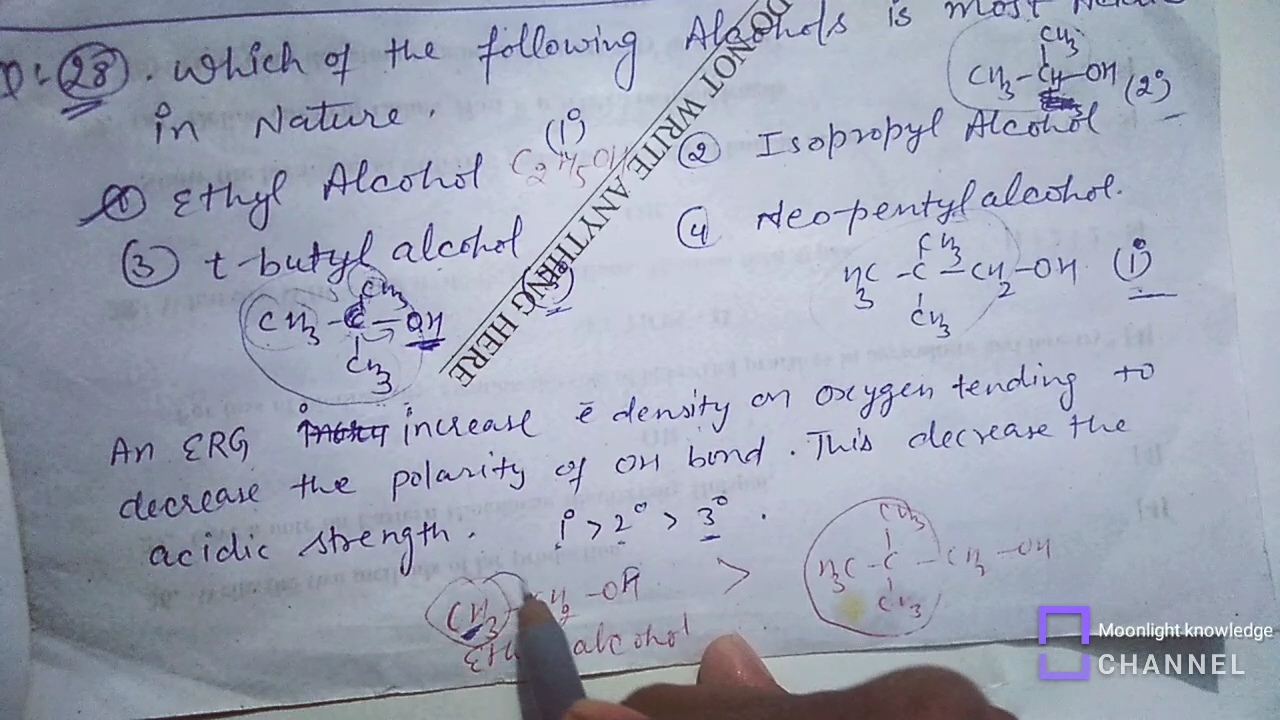 Q:- 28. Which of the following Alcohols is most Acidic
in Nature.
① Ethyl Alcohol C2H5OH (1°)
② Isopropyl Alcohol
CH3
CH3-CH-OH (2°)
③ t-butyl alcohol
④ Neo-pentyl alcohol.
CH3
CH3-C-OH
CH3
CH3
H3C-C-CH2-OH (1°)
CH3
DO NOT WRITE ANYTHING HERE
An ERG increase ē density on oxygen tending to
decrease the polarity of OH bond. This decrease the
acidic strength. 1° > 2° > 3°.
CH3 -OH >
alcohol
CH3
H3C-C-CH2-OH
CH3
Moonlight knowledge
CHANNEL